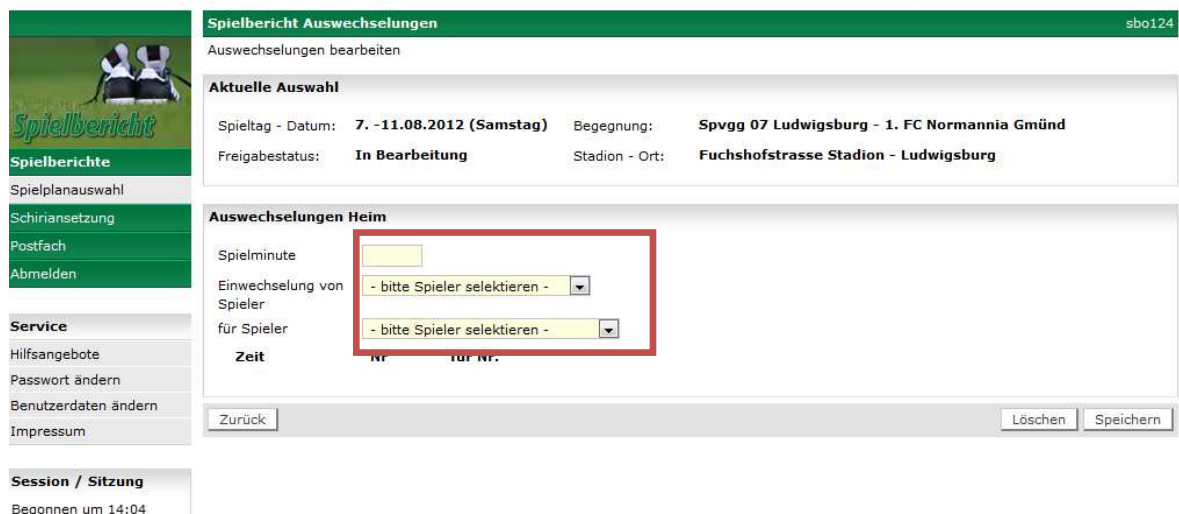 Spielbericht Auswechselungen sbo124
Auswechselungen bearbeiten
Aktuelle Auswahl
Spieltag - Datum: 7. -11.08.2012 (Samstag) Begegnung: Spvgg 07 Ludwigsburg - 1. FC Normannia Gmünd
Freigabestatus: In Bearbeitung Stadion - Ort: Fuchshofstrasse Stadion - Ludwigsburg
Auswechselungen Heim
Spielminute
Einwechselung von - bitte Spieler selektieren -
Spieler
für Spieler - bitte Spieler selektieren -
Zeit Nr für Nr.
Zurück Löschen Speichern
Spielbericht
Spielberichte
Spielplanauswahl
Schiriansetzung
Postfach
Abmelden
Service
Hilfsangebote
Passwort ändern
Benutzerdaten ändern
Impressum
Session / Sitzung
Begonnen um 14:04